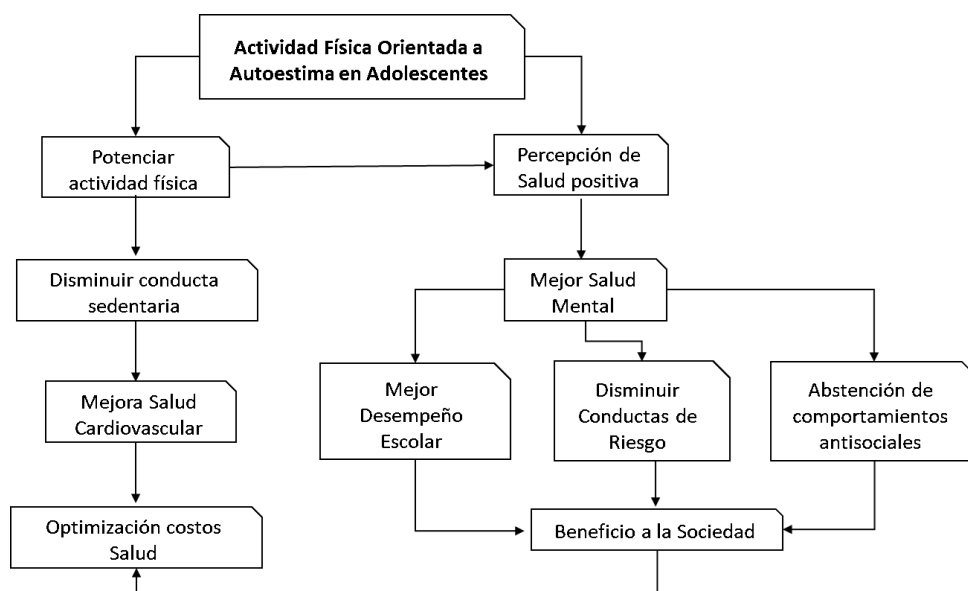 Actividad Física Orientada a
Autoestima en Adolescentes
Potenciar
actividad física
Percepción de
Salud positiva
Disminuir conducta
sedentaria
Mejor Salud
Mental
Mejora Salud
Cardiovascular
Mejor
Desempeño
Escolar
Disminuir
Conductas de
Riesgo
Abstención de
comportamientos
antisociales
Optimización costos
Salud
Beneficio a la Sociedad